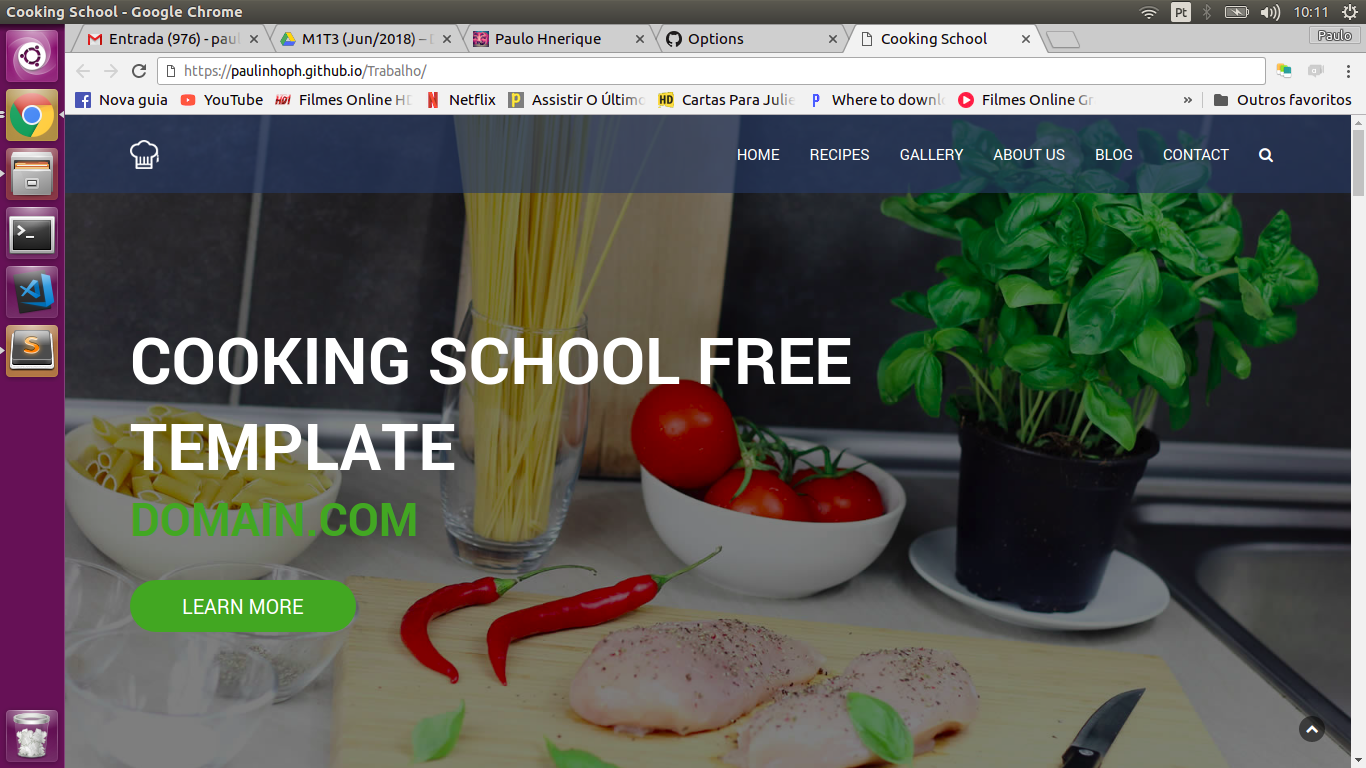 Cooking School - Google Chrome
Pt
10:11
Entrada (976) - paul
M1T3 (Jun/2018) –
Paulo Hnerique
Options
Cooking School
Paulo
https://paulinhoph.github.io/Trabalho/
Nova guia
YouTube
HD!
Filmes Online HD
Netflix
Assistir O Último
HD
Cartas Para Julie
Where to downl
Filmes Online Gr
»
Outros favoritos
HOME
RECIPES
GALLERY
ABOUT US
BLOG
CONTACT
COOKING SCHOOL FREE
TEMPLATE
DOMAIN.COM
LEARN MORE